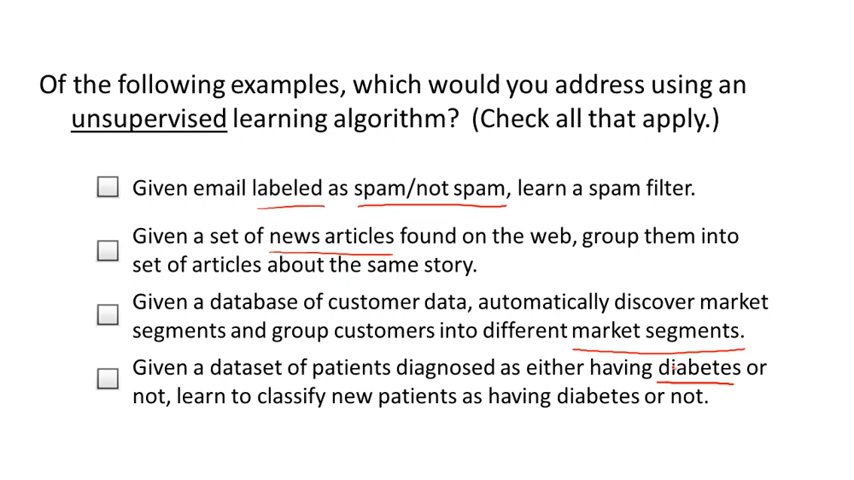 Of the following examples, which would you address using an
unsupervised learning algorithm? (Check all that apply.)
Given email labeled as spam/not spam, learn a spam filter.
Given a set of news articles found on the web, group them into
set of articles about the same story.
Given a database of customer data, automatically discover market
segments and group customers into different market segments.
Given a dataset of patients diagnosed as either having diabetes or
not, learn to classify new patients as having diabetes or not.